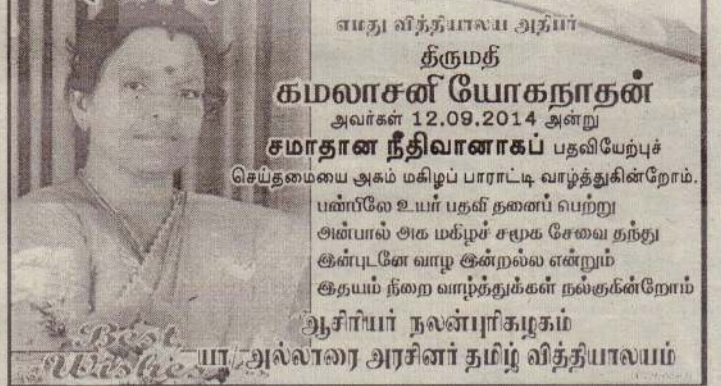 எமது வித்தியாலய அதிபர்
திருமதி
கமலாசனி யோகநாதன்
அவர்கள் 12.09.2014 அன்று
சமாதான நீதிவானாகப் பதவியேற்புச்
செய்தமையை அகம் மகிழப் பாராட்டி வாழ்த்துகின்றோம்.
பண்பிலே உயர் பதவி தனைப் பெற்று
அன்பால் அக மகிழச் சமூக சேவை தந்து
இன்புடனே வாழ இன்றல்ல என்றும்
இதயம் நிறை வாழ்த்துக்கள் நல்குகின்றோம்
ஆசிரியர் நலன்புரிகழகம்
யா/அல்லாரை அரசினர் தமிழ் வித்தியாலயம்
Best
Wishes